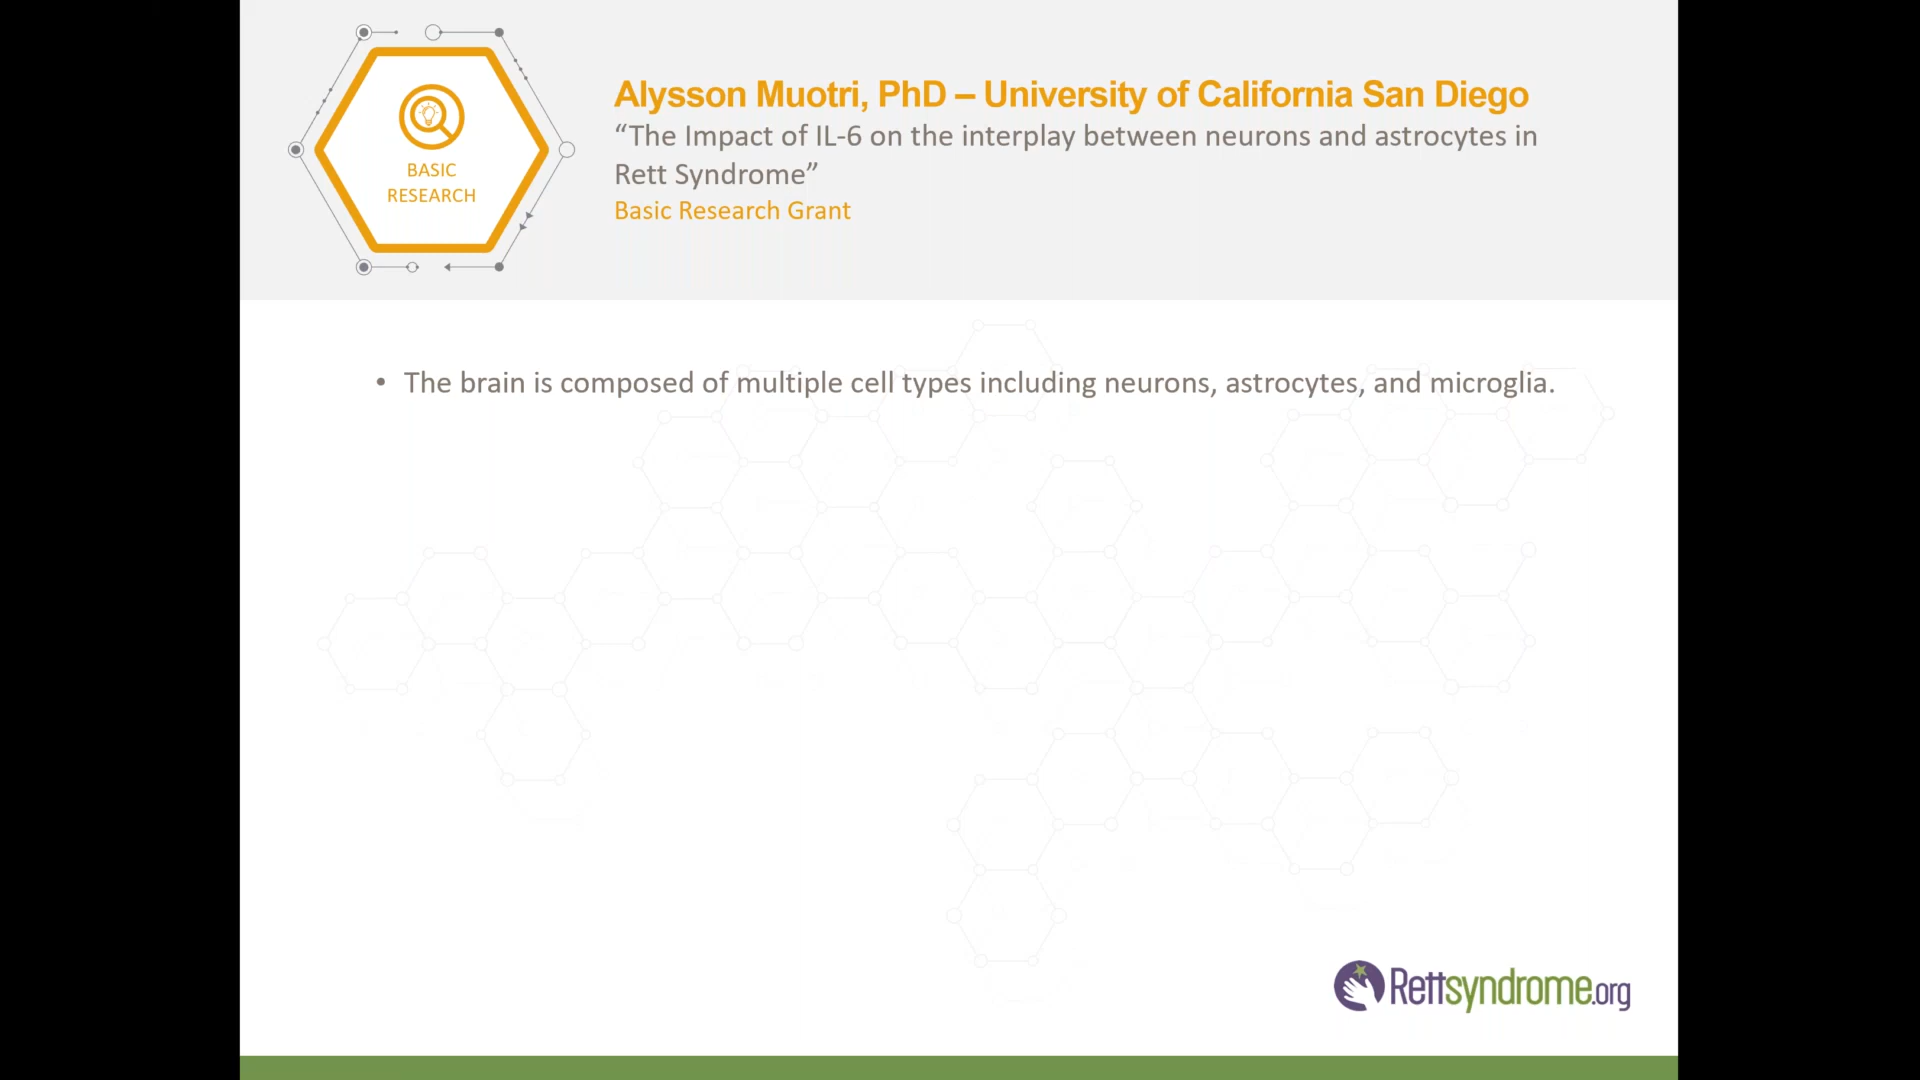 BASIC
RESEARCH
Alysson Muotri, PhD – University of California San Diego
“The Impact of IL-6 on the interplay between neurons and astrocytes in
Rett Syndrome”
Basic Research Grant
• The brain is composed of multiple cell types including neurons, astrocytes, and microglia.
Rettsyndrome.org